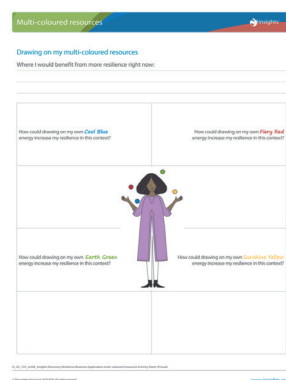 Multi-coloured resources
insights
Drawing on my multi-coloured resources
Where I would benefit from more resilience right now:
How could drawing on my own Cool Blue
energy increase my resilience in this context?
How could drawing on my own Fiery Red
energy increase my resilience in this context?
How could drawing on my own Earth Green
energy increase my resilience in this context?
How could drawing on my own Sunshine Yellow
energy increase my resilience in this context?